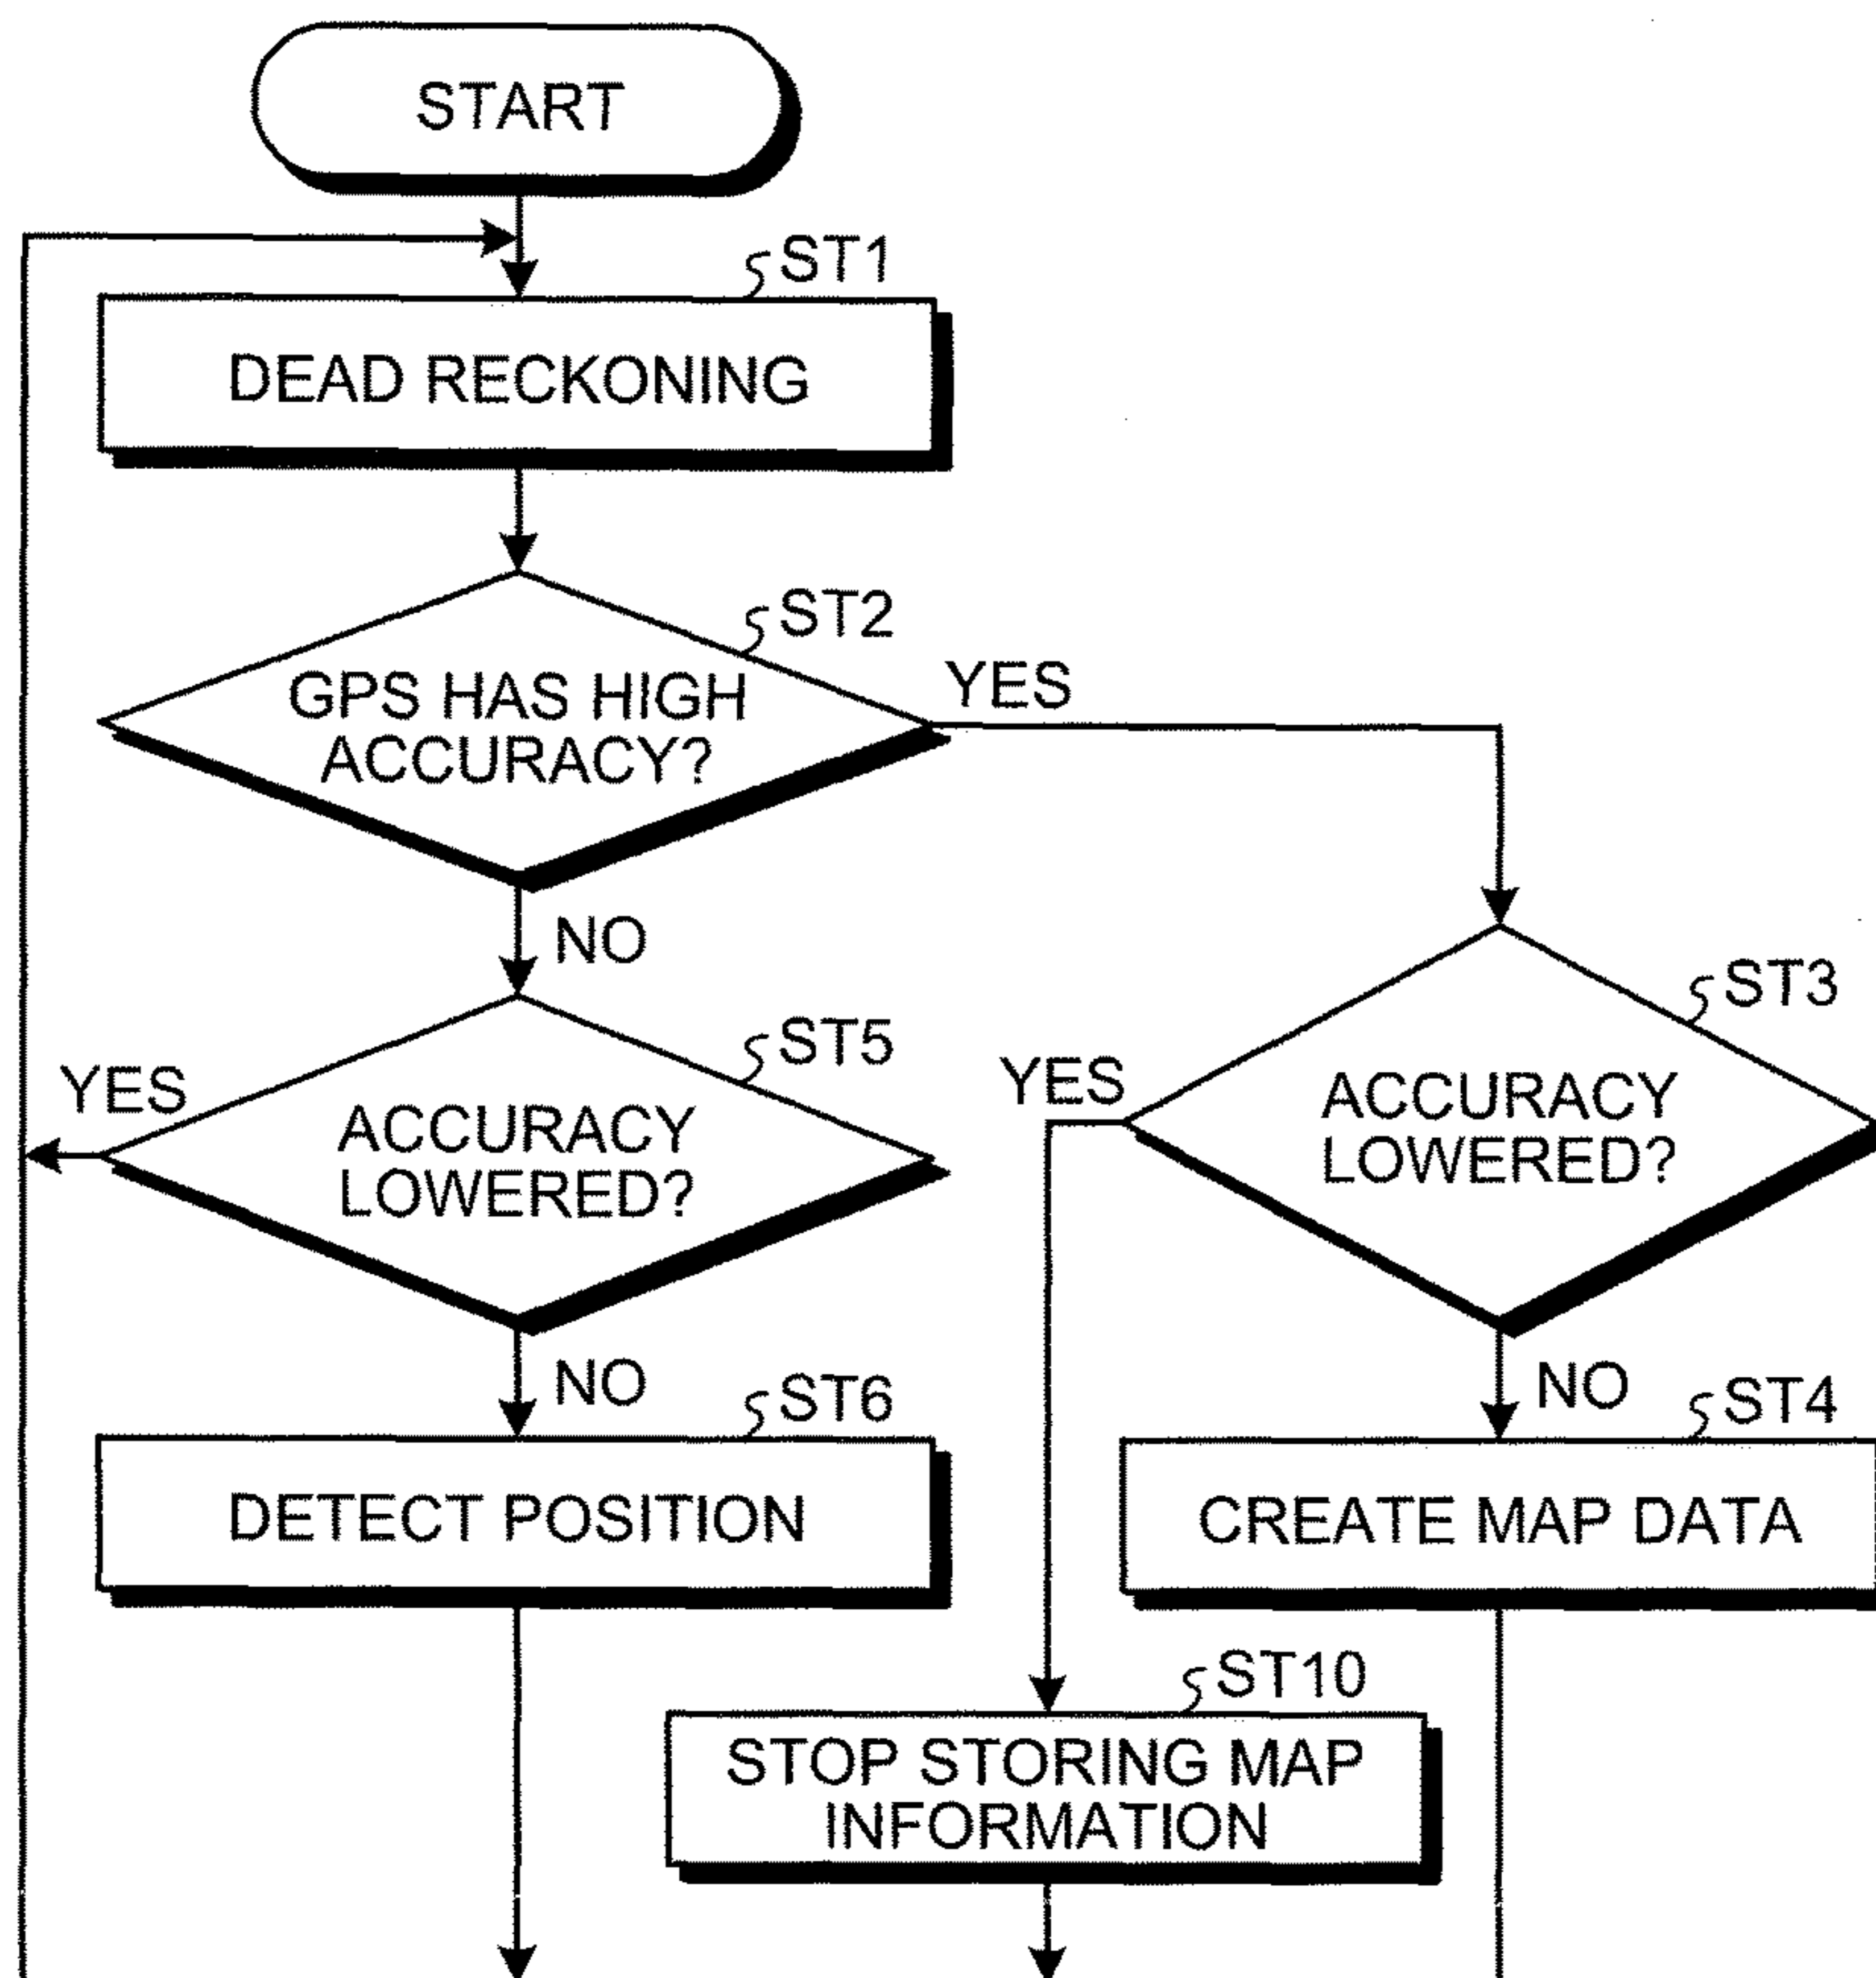 START
ST1
DEAD RECKONING
ST2
GPS HAS HIGH
ACCURACY?
YES
NO
ST3
ST5
YES
ACCURACY
LOWERED?
YES
ACCURACY
LOWERED?
NO
ST6
NO
ST4
DETECT POSITION
CREATE MAP DATA
ST10
STOP STORING MAP
INFORMATION